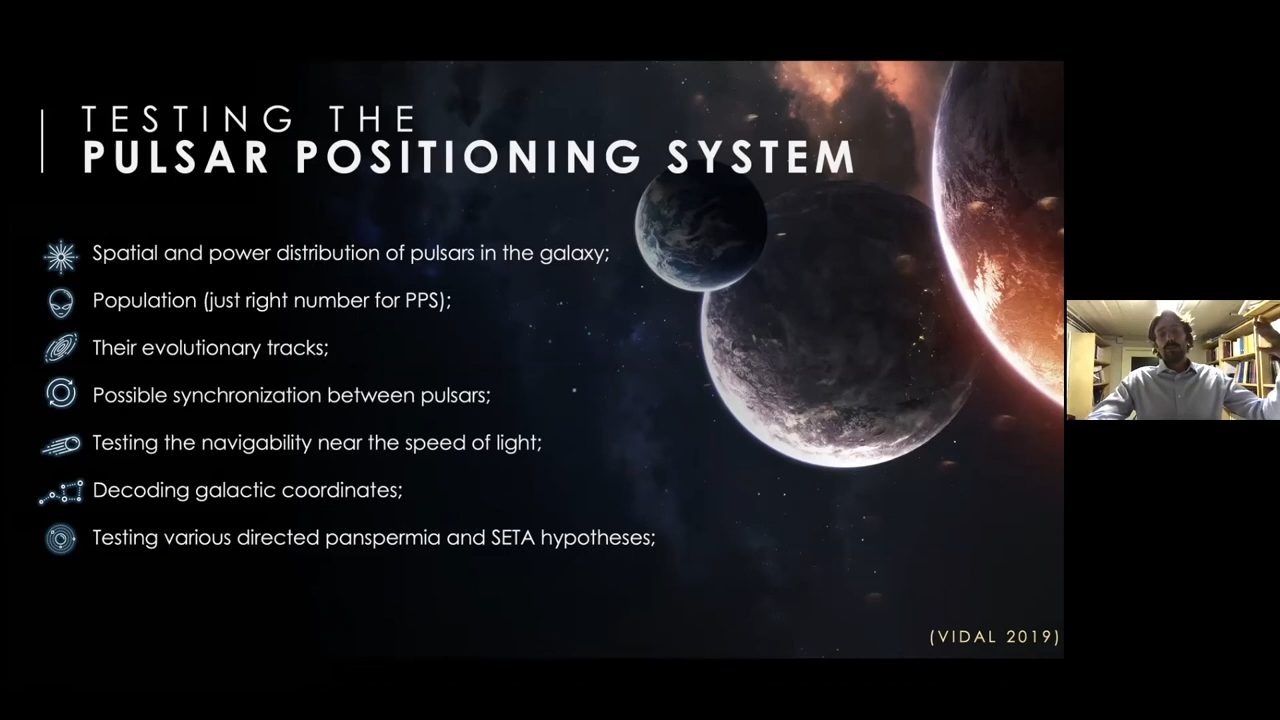 TESTING THE
PULSAR POSITIONING SYSTEM
Spatial and power distribution of pulsars in the galaxy;
Population (just right number for PPS);
Their evolutionary tracks;
Possible synchronization between pulsars;
Testing the navigability near the speed of light;
Decoding galactic coordinates;
Testing various directed panspermia and SETA hypotheses;
(VIDAL 2019)